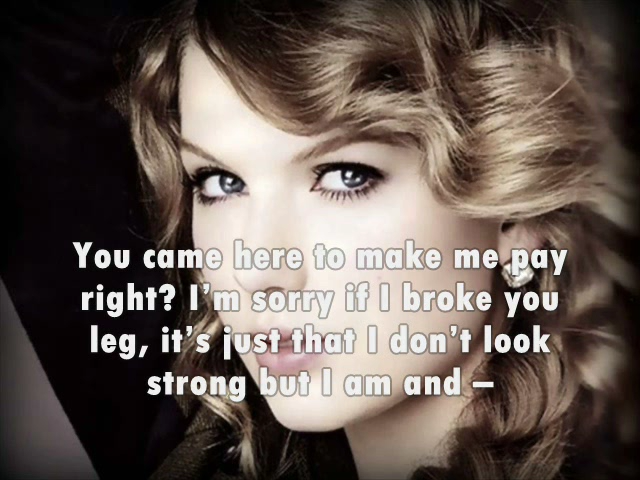 You came here to make me pay
right? I’m sorry if I broke you
leg, it’s just that I don’t look
strong but I am and –